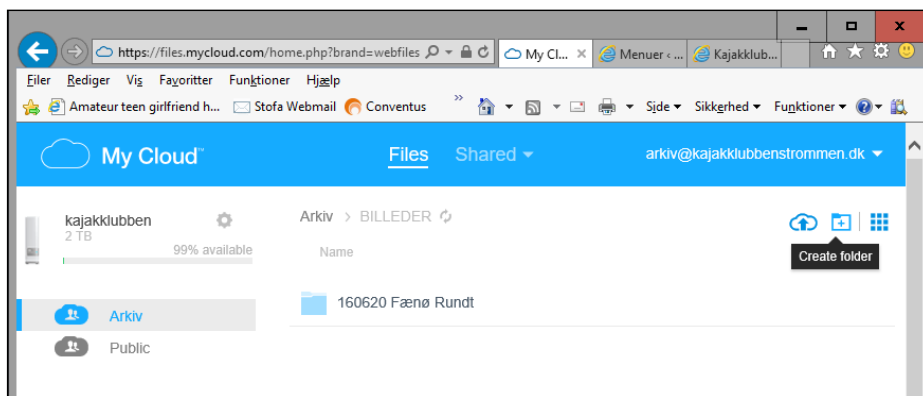 https://files.mycloud.com/home.php?brand=webfiles
My Cl...
Menuer ‹ ...
Kajakklub...
Filer Rediger Vis Favoritter Funktioner Hjælp
Amateur teen girlfriend h... Stofa Webmail Conventus » Side Sikkerhed Funktioner
My Cloud™ Files Shared arkiv@kajakklubbenstrommen.dk
kajakklubben
2 TB
99% available
Arkiv > BILLEDER
Create folder
Name
160620 Fænø Rundt
Arkiv
Public